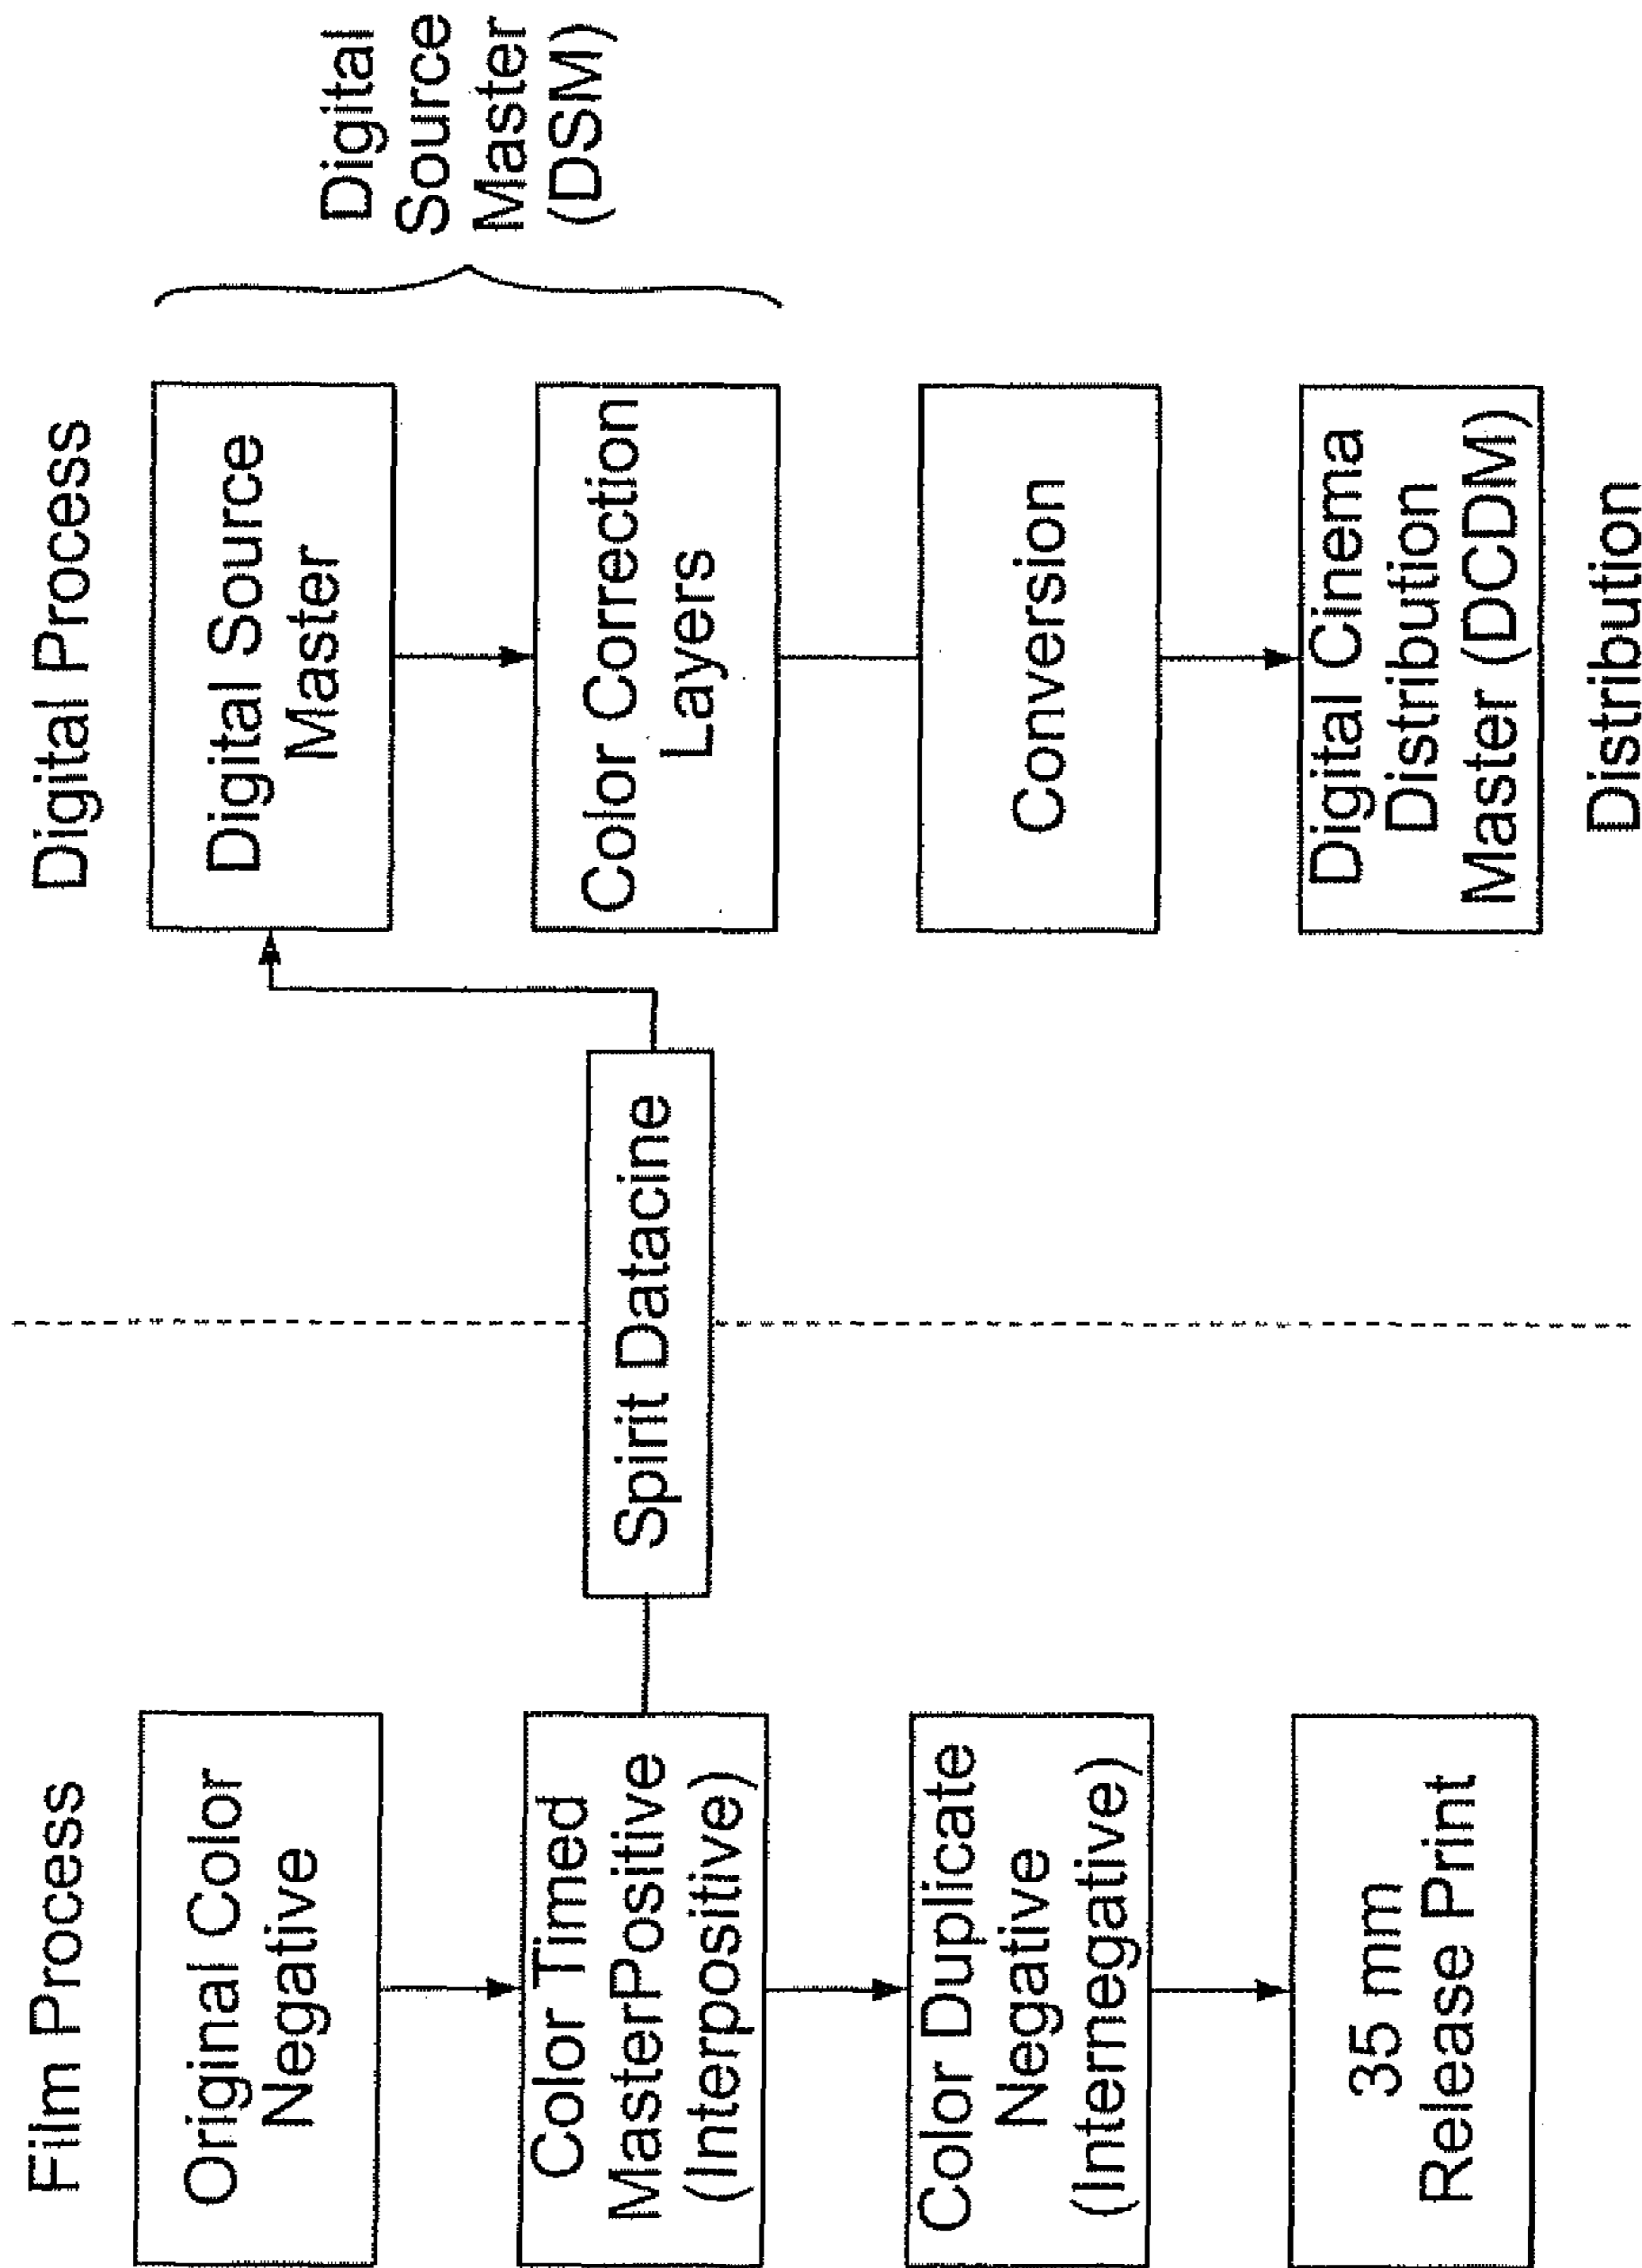 Film Process
Original Color
Negative
Color Timed
MasterPositive
(Interpositive)
Color Duplicate
Negative
(Internegative)
35 mm
Release Print
Spirit Datacine
Digital Process
Digital Source
Master
Color Correction
Layers
Conversion
Digital Cinema
Distribution
Master (DCDM)
Distribution
Digital
Source
Master
(DSM)